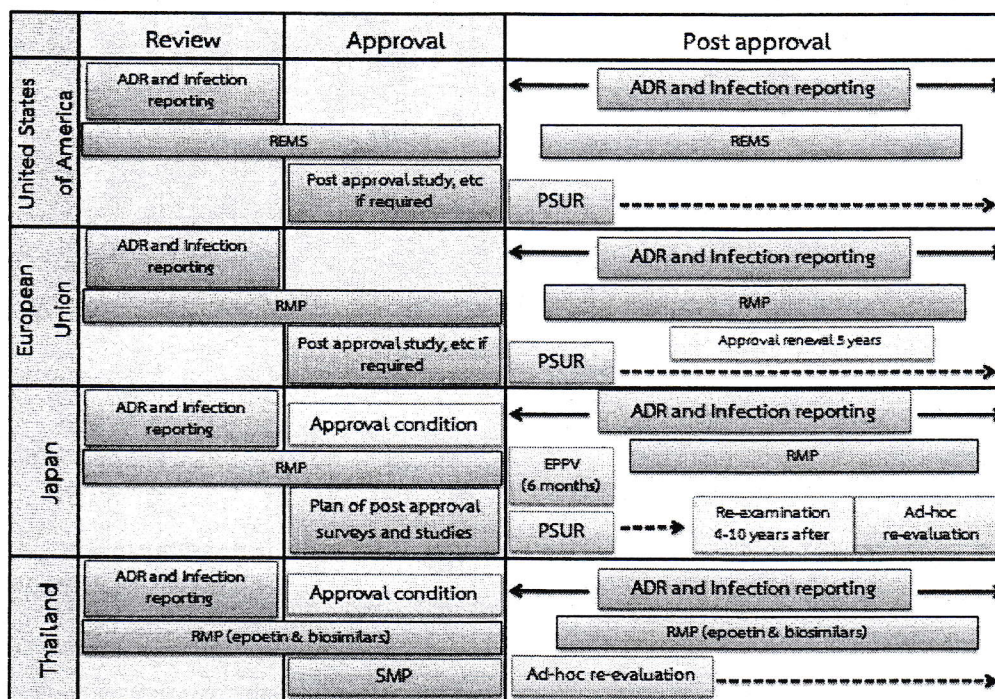 Review
Approval
Post approval
United States
of America
ADR and Infection
reporting
ADR and Infection reporting
REMS
REMS
Post approval study, etc
if required
PSUR
European
Union
ADR and Infection
reporting
ADR and Infection reporting
RMP
RMP
Post approval study, etc if
required
Approval renewal 5 years
PSUR
Japan
ADR and Infection
reporting
Approval condition
ADR and Infection reporting
RMP
EPPV
(6 months)
RMP
Plan of post approval
surveys and studies
PSUR
Re-examination
4-10 years after
Ad-hoc
re-evaluation
Thailand
ADR and Infection
reporting
Approval condition
ADR and Infection reporting
RMP (epoetin & biosimilars)
RMP (epoetin & biosimilars)
SMP
Ad-hoc re-evaluation